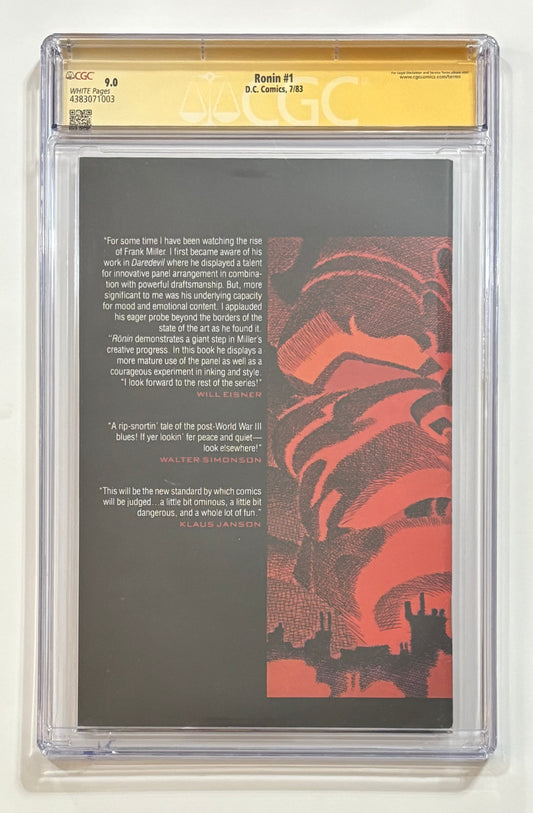 CGC
9.0
WHITE Pages
4383071003
Ronin #1
D.C. Comics, 7/83
CGC
www.cgccomics.com/terms
"For some time I have been watching the rise
of Frank Miller. I first became aware of his
work in Daredevil where he displayed a talent
for innovative panel arrangement in combina-
tion with powerful draftsmanship. But, more
significant to me was his underlying capacity
for mood and emotional content. I applauded
his eager probe beyond the borders of the
state of the art as he found it.
"Rōnin demonstrates a giant step in Miller's
creative progress. In this book he displays a
more mature use of the panel as well as a
courageous experiment in inking and style.
"I look forward to the rest of the series!"
WILL EISNER
"A rip-snortin' tale of the post-World War III
blues! If yer lookin' fer peace and quiet—
look elsewhere!"
WALTER SIMONSON
"This will be the new standard by which comics
will be judged...a little bit ominous, a little bit
dangerous, and a whole lot of fun."
KLAUS JANSON